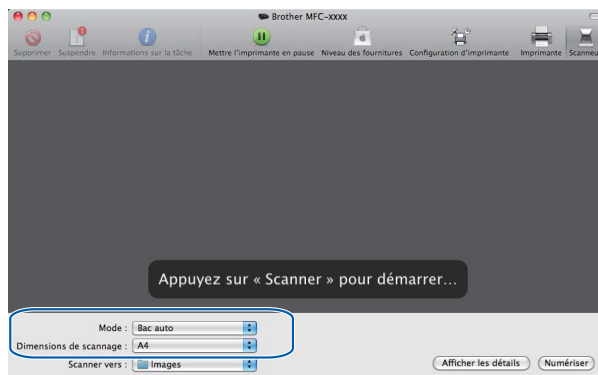 Brother MFC-XXXX
Supprimer Suspendre Informations sur la tâche Mettre l'imprimante en pause Niveau des fournitures Configuration d'imprimante Imprimante Scanneu
Appuyez sur « Scanner » pour démarrer...
Mode : Bac auto
Dimensions de scannage : A4
Scanner vers : Images Afficher les détails Numériser